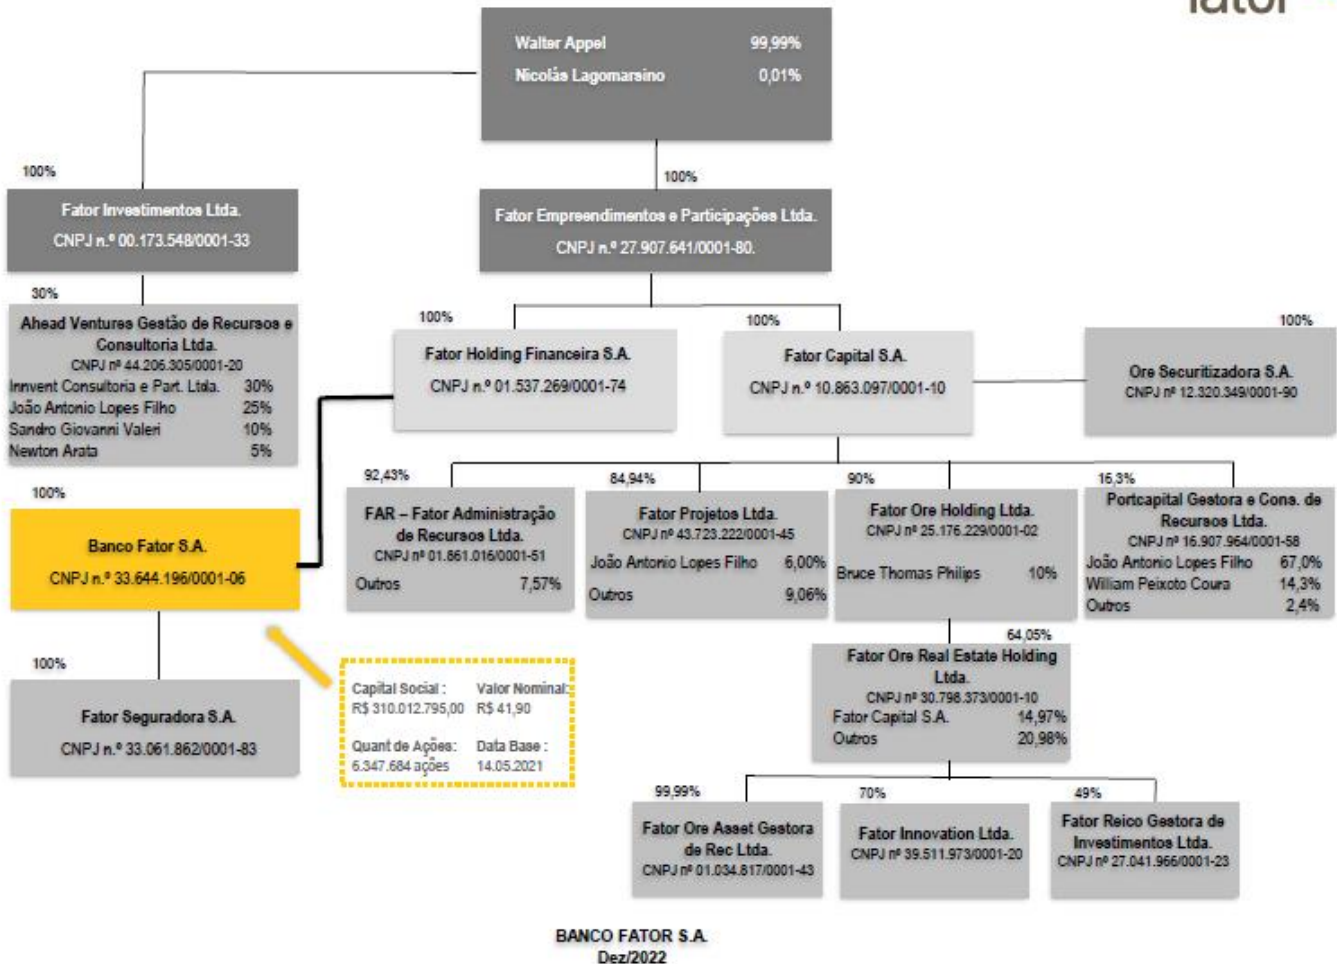 fator
Walter Appel 99,99%
Nicolás Lagomarsino 0,01%
100%
Fator Investimentos Ltda.
CNPJ n.º 00.173.548/0001-33
100%
Fator Empreendimentos e Participações Ltda.
CNPJ n.º 27.907.641/0001-80.
30%
Ahead Ventures Gestão de Recursos e
Consultoria Ltda.
CNPJ nº 44.206.305/0001-20
Innvent Consultoria e Part. Ltda. 30%
João Antonio Lopes Filho 25%
Sandro Giovanni Valeri 10%
Newton Arata 5%
100%
Fator Holding Financeira S.A.
CNPJ n.º 01.537.269/0001-74
100%
Fator Capital S.A.
CNPJ n.º 10.863.097/0001-10
100%
Ore Securitizadora S.A.
CNPJ nº 12.320.349/0001-90
100%
Banco Fator S.A.
CNPJ n.º 33.644.196/0001-06
92,43%
FAR – Fator Administração
de Recursos Ltda.
CNPJ nº 01.861.016/0001-51
Outros 7,57%
84,94%
Fator Projetos Ltda.
CNPJ nº 43.723.222/0001-45
João Antonio Lopes Filho 6,00%
Outros 9,06%
90%
Fator Ore Holding Ltda.
CNPJ nº 25.176.229/0001-02
Bruce Thomas Philips 10%
16,3%
Portcapital Gestora e Cons. de
Recursos Ltda.
CNPJ nº 16.907.964/0001-58
João Antonio Lopes Filho 67,0%
William Peixoto Coura 14,3%
Outros 2,4%
100%
Fator Seguradora S.A.
CNPJ n.º 33.061.862/0001-83
Capital Social : Valor Nominal:
R$ 310.012.795,00 R$ 41,90
Quant de Ações: Data Base :
6.347.684 ações 14.05.2021
64,05%
Fator Ore Real Estate Holding
Ltda.
CNPJ nº 30.798.373/0001-10
Fator Capital S.A. 14,97%
Outros 20,98%
99,99%
Fator Ore Asset Gestora
de Rec Ltda.
CNPJ nº 01.034.817/0001-43
70%
Fator Innovation Ltda.
CNPJ nº 39.511.973/0001-20
49%
Fator Reico Gestora de
Investimentos Ltda.
CNPJ nº 27.041.966/0001-23
BANCO FATOR S.A.
Dez/2022